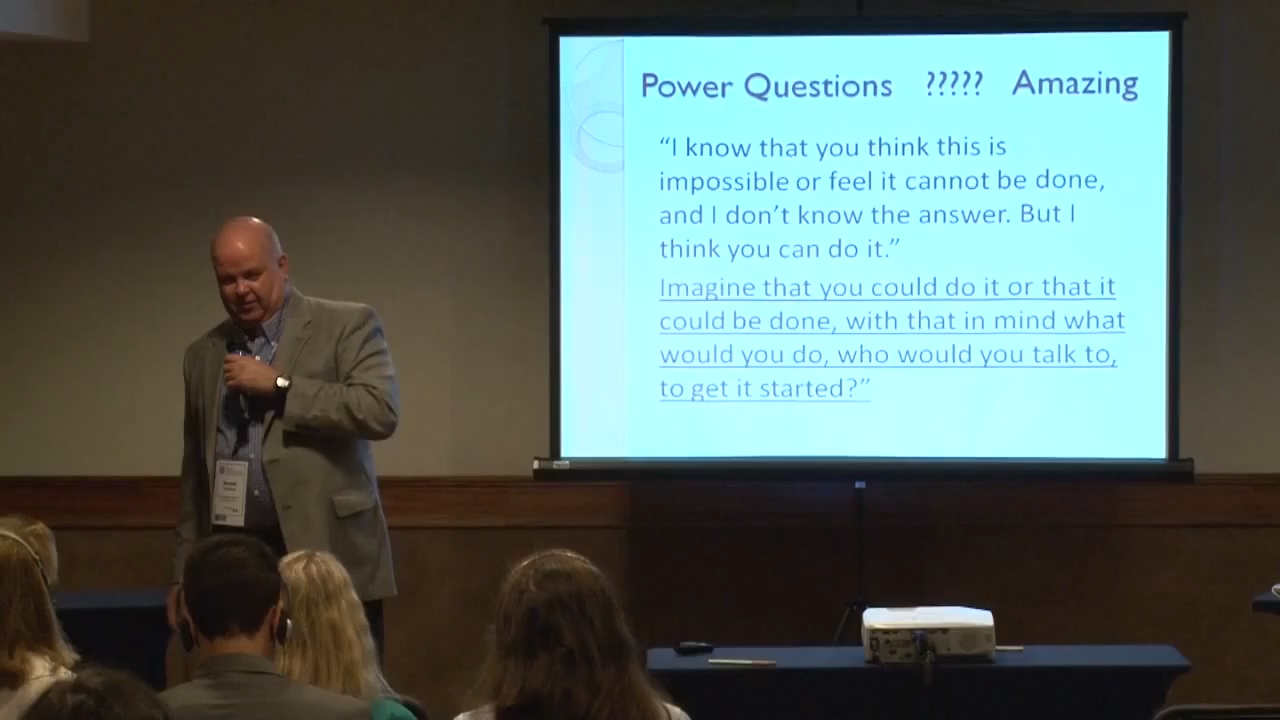 Power Questions ????? Amazing
“I know that you think this is
impossible or feel it cannot be done,
and I don’t know the answer. But I
think you can do it.”
Imagine that you could do it or that it
could be done, with that in mind what
would you do, who would you talk to,
to get it started?”